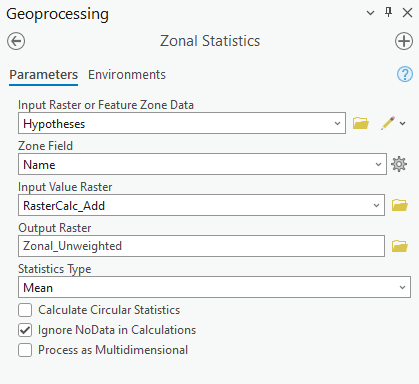 Geoprocessing
Zonal Statistics
Parameters Environments
Input Raster or Feature Zone Data
Hypotheses
Zone Field
Name
Input Value Raster
RasterCalc_Add
Output Raster
Zonal_Unweighted
Statistics Type
Mean
Calculate Circular Statistics
Ignore NoData in Calculations
Process as Multidimensional